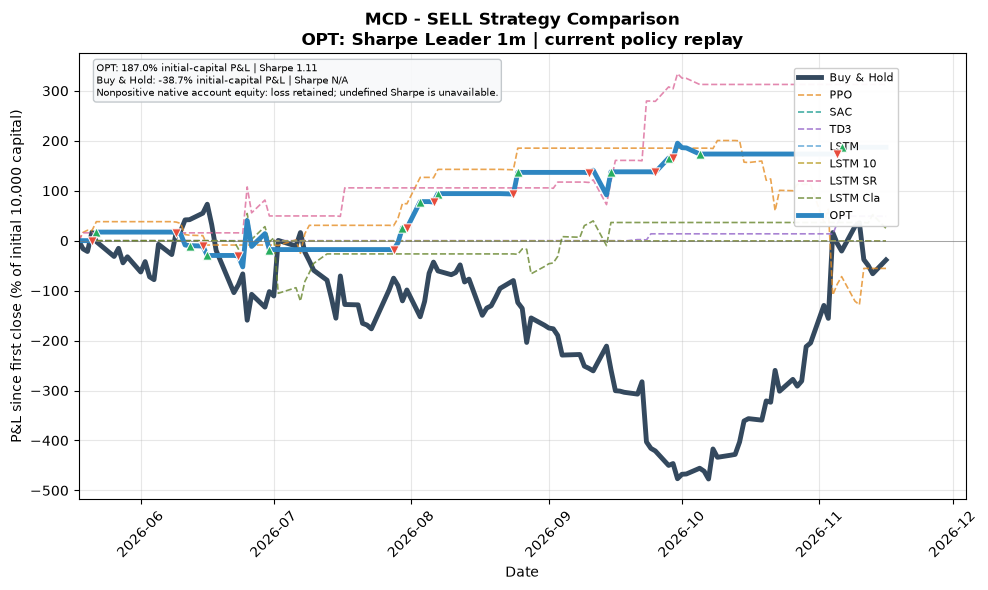 MCD - SELL Strategy Comparison
OPT: Sharpe Leader 1m | current policy replay
OPT: 187.0% initial-capital P&L | Sharpe 1.11
Buy & Hold: -38.7% initial-capital P&L | Sharpe N/A
Nonpositive native account equity: loss retained; undefined Sharpe is unavailable.
Buy & Hold
PPO
SAC
TD3
LSTM
LSTM 10
LSTM SR
LSTM Cla
OPT
P&L since first close (% of initial 10,000 capital)
300
200
100
0
−100
−200
−300
−400
−500
2026-06
2026-07
2026-08
2026-09
2026-10
2026-11
2026-12
Date